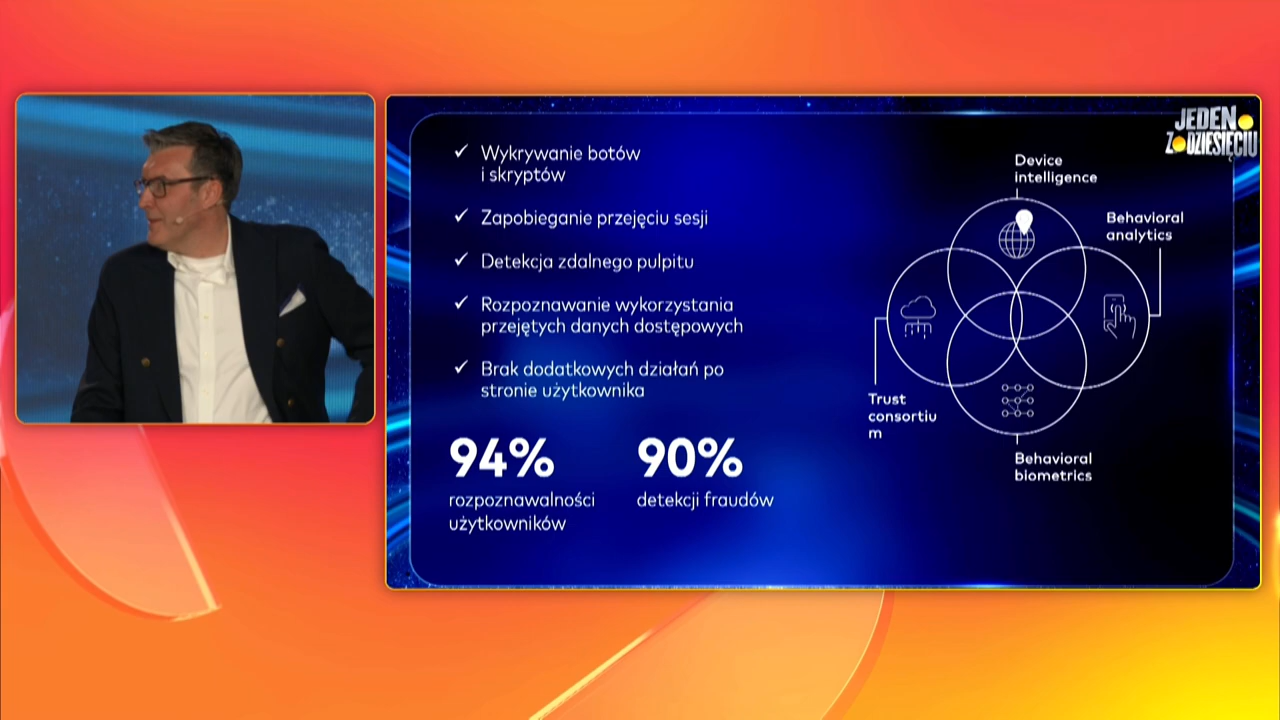 JEDEN
Z DZIESIĘCIU
✓ Wykrywanie botów
i skryptów
✓ Zapobieganie przejęciu sesji
✓ Detekcja zdalnego pulpitu
✓ Rozpoznawanie wykorzystania
przejętych danych dostępowych
✓ Brak dodatkowych działań po
stronie użytkownika
94%
rozpoznawalności
użytkowników
90%
detekcji fraudów
Device
intelligence
Behavioral
analytics
Trust
consortiu
m
Behavioral
biometrics